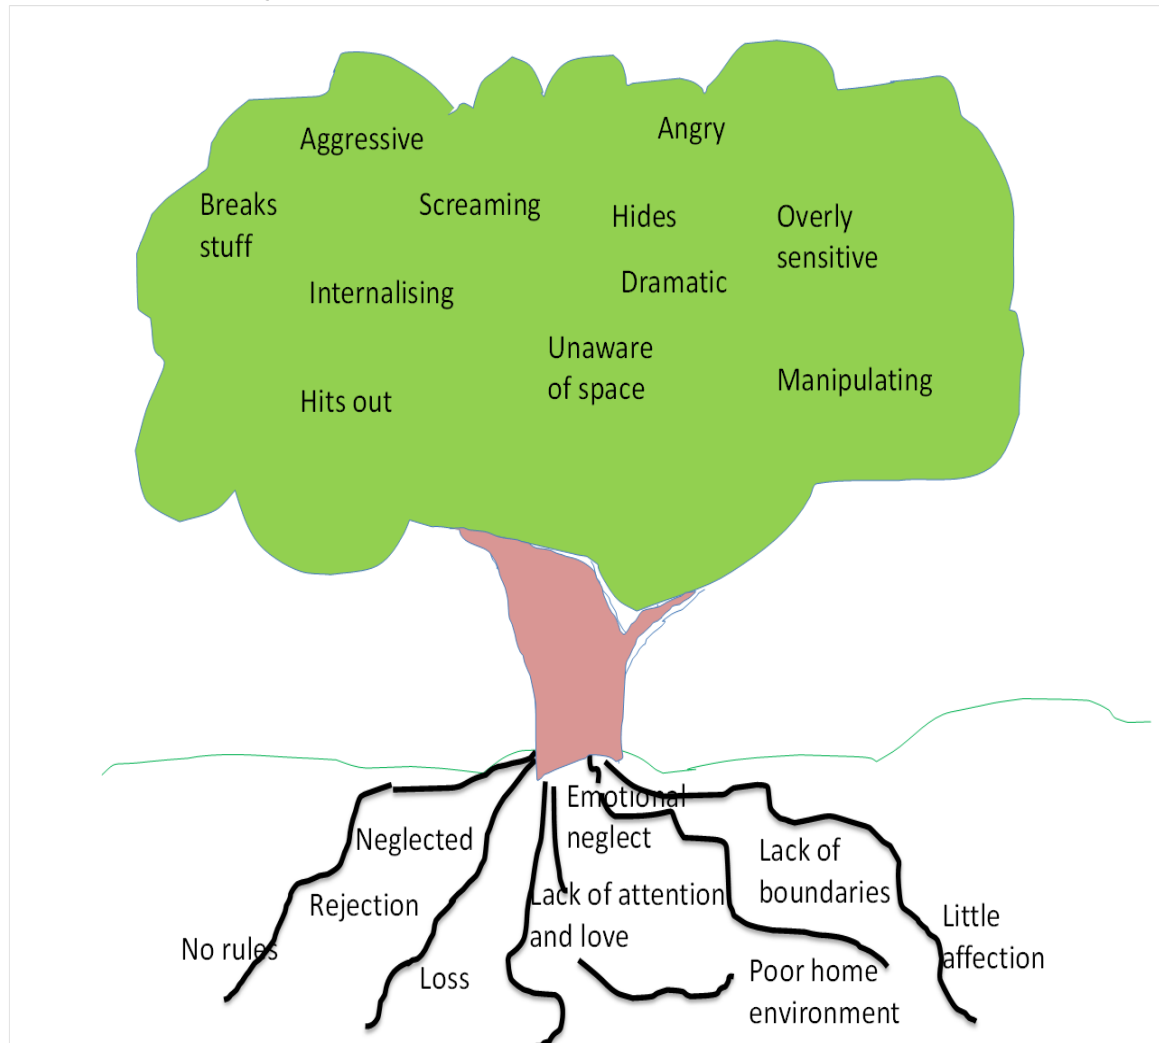 Aggressive
Angry
Breaks
stuff
Screaming
Hides
Overly
sensitive
Internalising
Dramatic
Unaware
of space
Manipulating
Hits out
Emotional
neglect
Neglected
Lack of
boundaries
Rejection
Lack of attention
and love
Little
affection
No rules
Loss
Poor home
environment